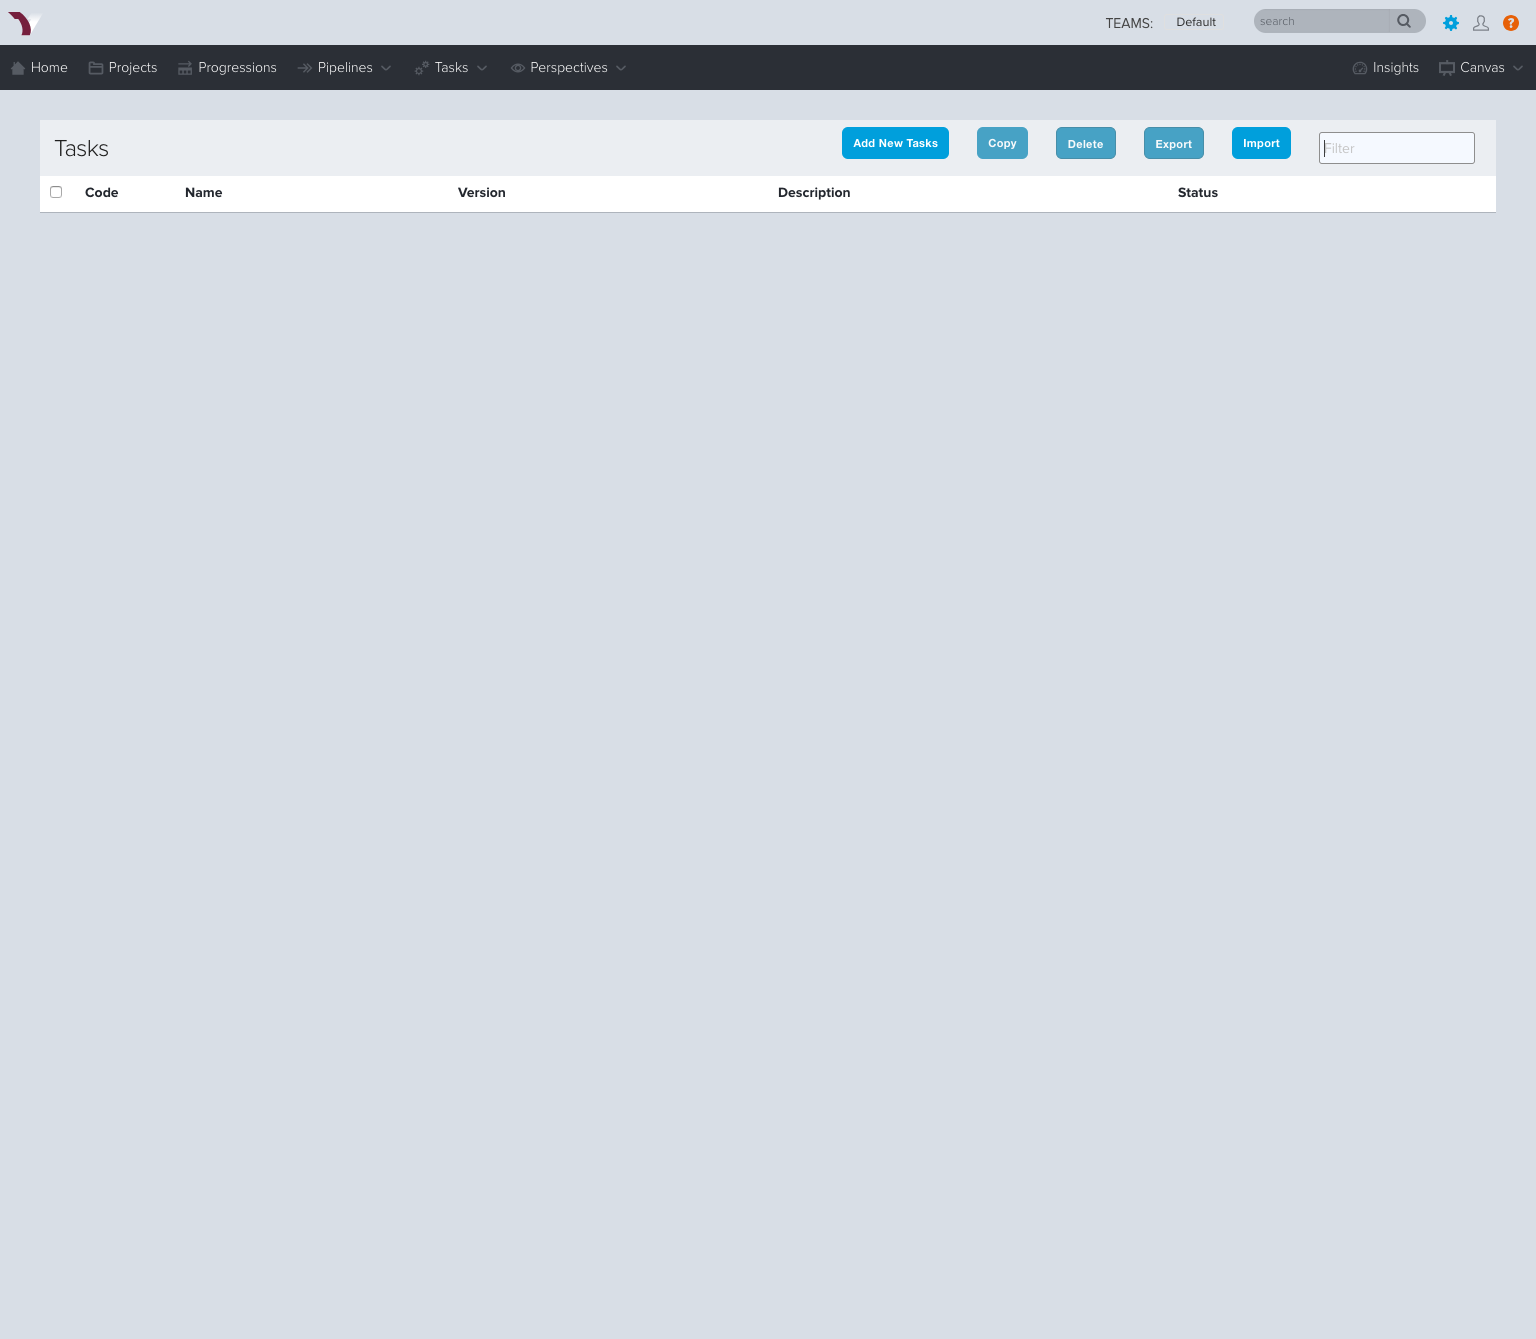 TEAMS: Default search ?
Home Projects Progressions Pipelines Tasks Perspectives Insights Canvas
Tasks Add New Tasks Copy Delete Export Import Filter
Code Name Version Description Status